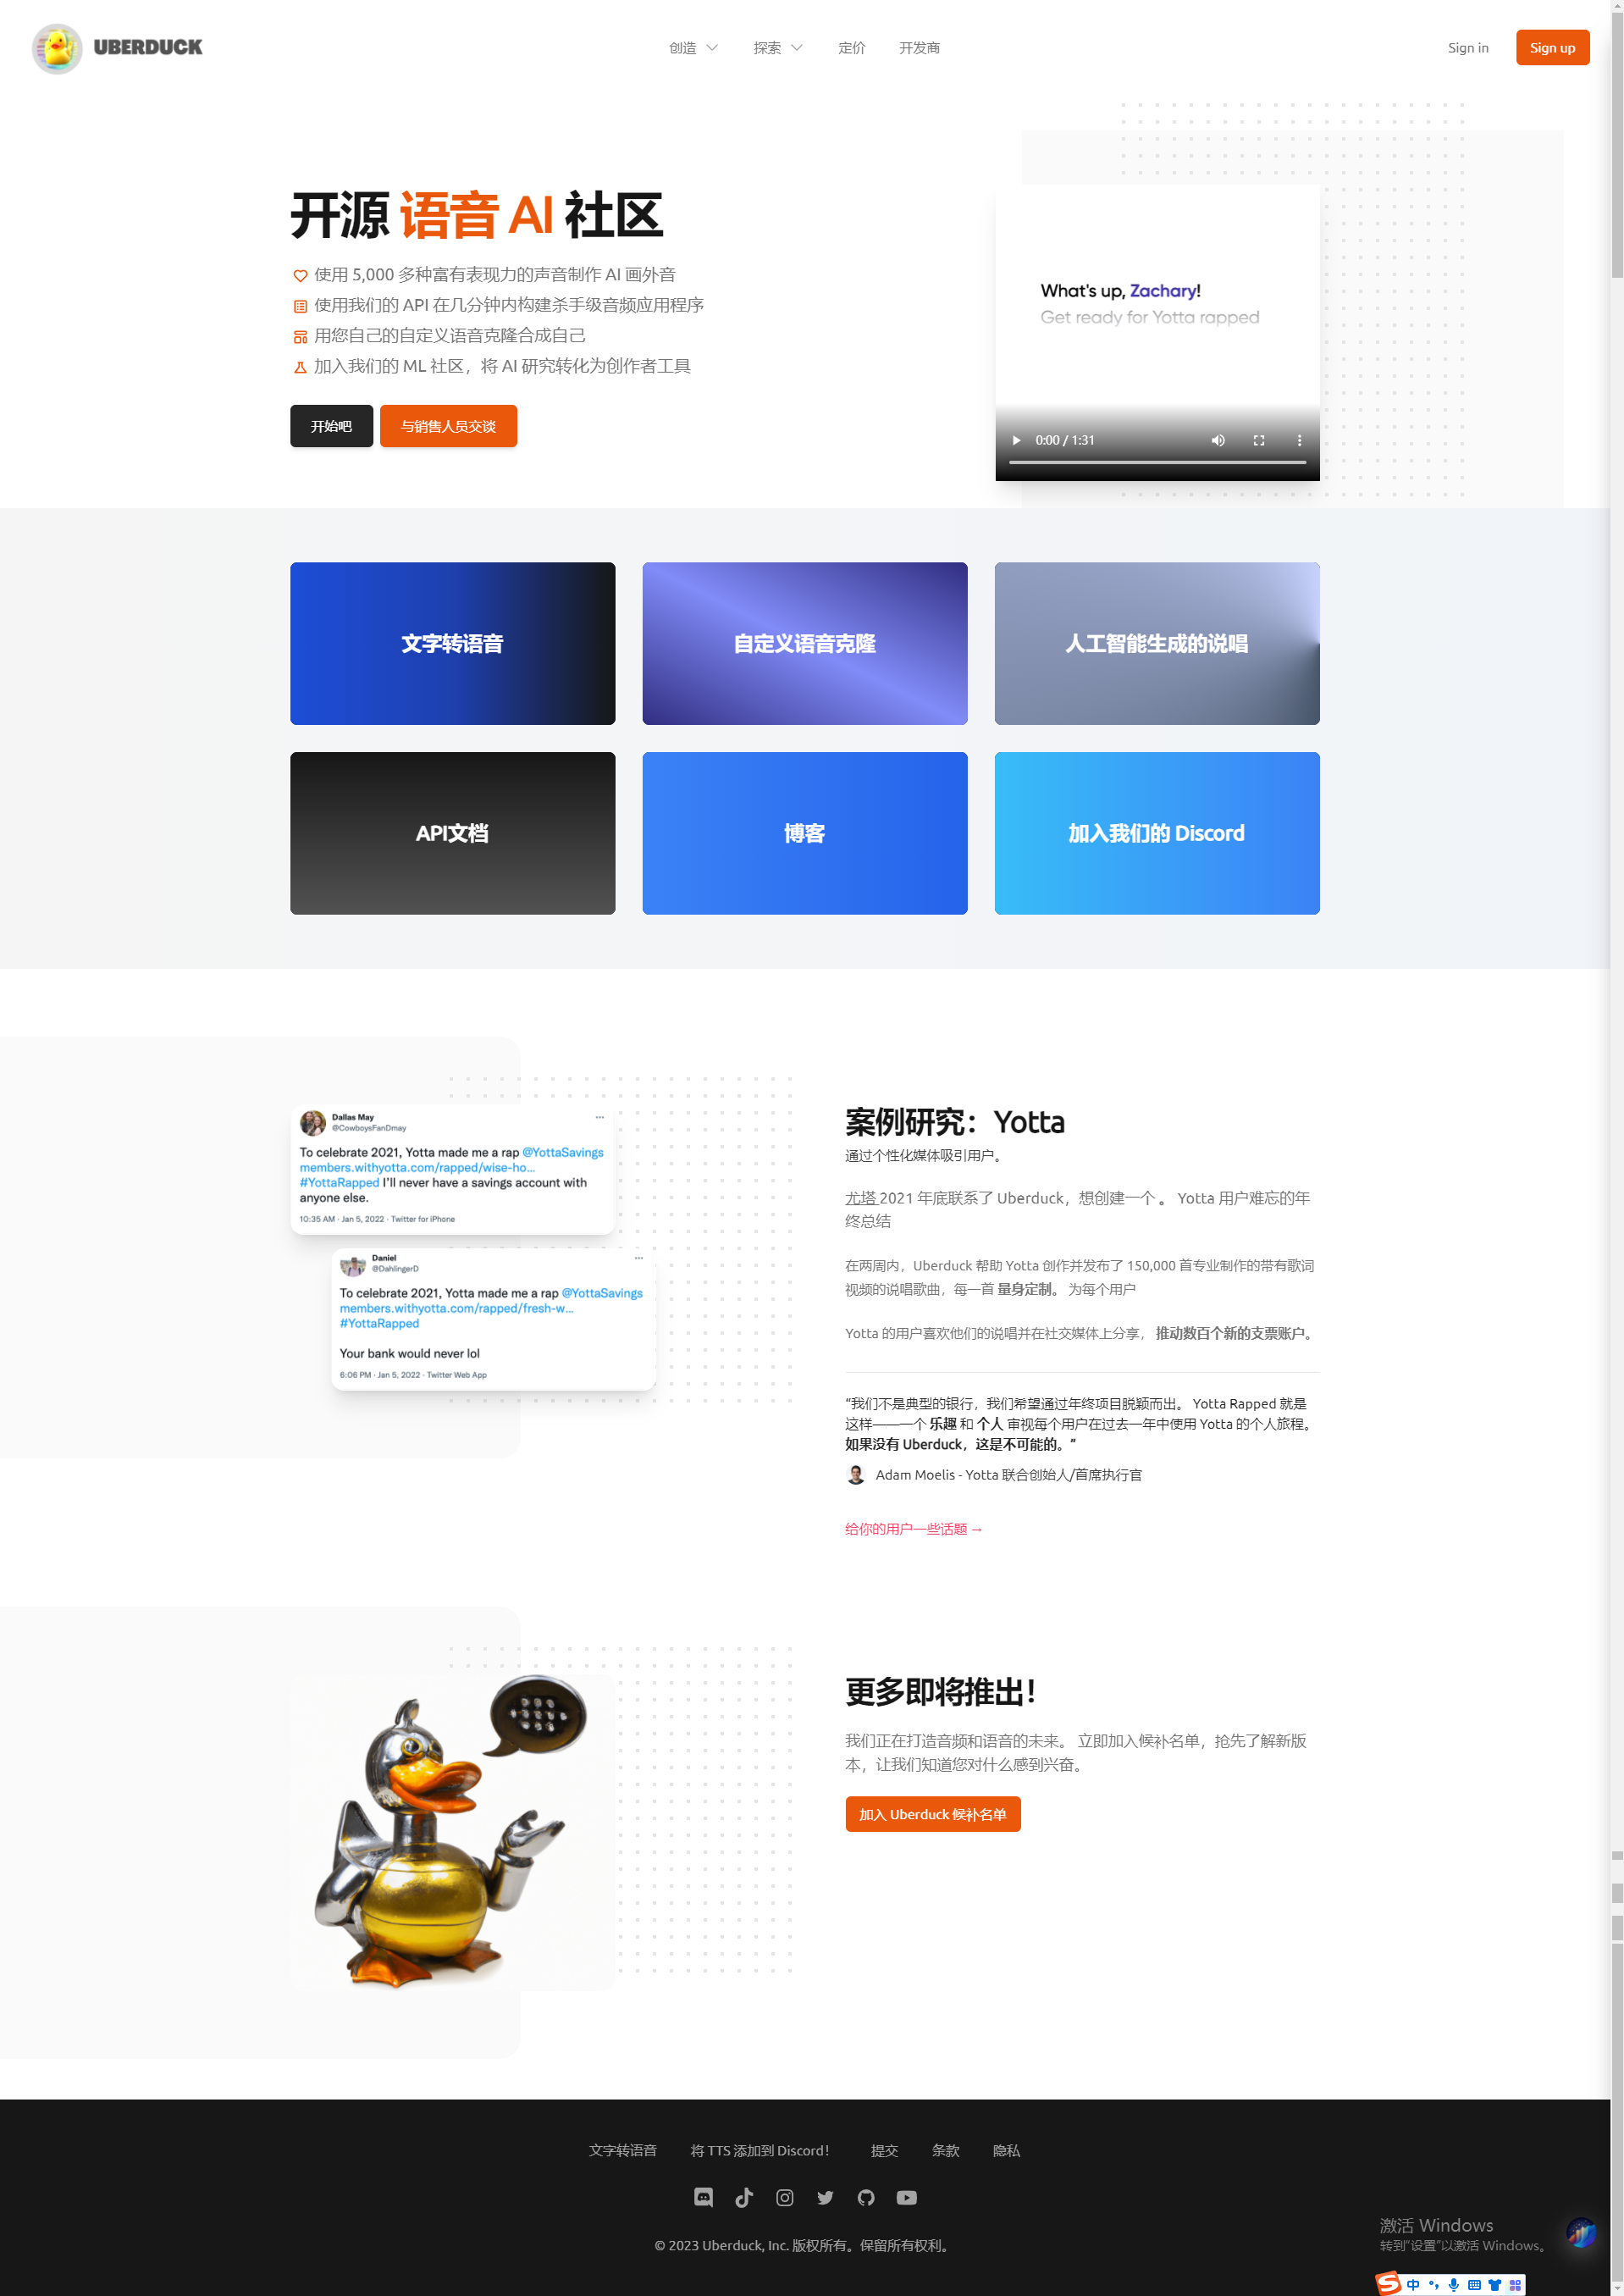 UBERDUCK
创造
探索
定价
开发商
Sign in
Sign up
开源 语音 AI 社区
使用 5,000 多种富有表现力的声音制作 AI 画外音
使用我们的 API 在几分钟内构建杀手级音频应用程序
用您自己的自定义语音克隆合成自己
加入我们的 ML 社区，将 AI 研究转化为创作者工具
开始吧
与销售人员交谈
What's up, Zachary!
Get ready for Yotta rapped
0:00 / 1:31
文字转语音
自定义语音克隆
人工智能生成的说唱
API文档
博客
加入我们的 Discord
Dallas May
@CowboysFanDmay
To celebrate 2021, Yotta made me a rap @YottaSavings
members.withyotta.com/rapped/wise-ho...
#YottaRapped I'll never have a savings account with
anyone else.
10:35 AM · Jan 5, 2022 · Twitter for iPhone
Daniel
@DahlingerD
To celebrate 2021, Yotta made me a rap @YottaSavings
members.withyotta.com/rapped/fresh-w...
#YottaRapped
Your bank would never lol
6:06 PM · Jan 5, 2022 · Twitter Web App
案例研究：Yotta
通过个性化媒体吸引用户。
尤塔 2021 年底联系了 Uberduck，想创建一个 。 Yotta 用户难忘的年
终总结
在两周内，Uberduck 帮助 Yotta 创作并发布了 150,000 首专业制作的带有歌词
视频的说唱歌曲，每一首 量身定制。 为每个用户
Yotta 的用户喜欢他们的说唱并在社交媒体上分享， 推动数百个新的支票账户。
“我们不是典型的银行，我们希望通过年终项目脱颖而出。 Yotta Rapped 就是
这样——一个 乐趣 和 个人 审视每个用户在过去一年中使用 Yotta 的个人旅程。
如果没有 Uberduck，这是不可能的。”
Adam Moelis - Yotta 联合创始人/首席执行官
给你的用户一些话题 →
更多即将推出！
我们正在打造音频和语音的未来。 立即加入候补名单，抢先了解新版
本，让我们知道您对什么感到兴奋。
加入 Uberduck 候补名单
文字转语音
将 TTS 添加到 Discord！
提交
条款
隐私
© 2023 Uberduck, Inc. 版权所有。保留所有权利。
激活 Windows
转到“设置”以激活 Windows。
中